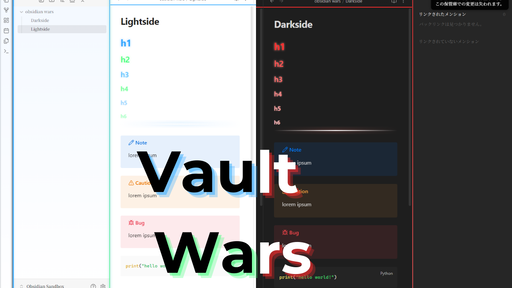 この保管庫での変更は失われます。
obsidian wars
Darkside
Lightside
Lightside
h1
h2
h3
h4
h5
h6
Note
lorem ipsum
Caution
lorem ipsum
Bug
lorem ipsum
print("Hello wo
Obsidian Sandbox
obsidian wars / Darkside
Darkside
h1
h2
h3
h4
h5
h6
Note
ipsum
lorem ipsum
Bug
Python
world!")
リンクされたメンション
Vault
Wars